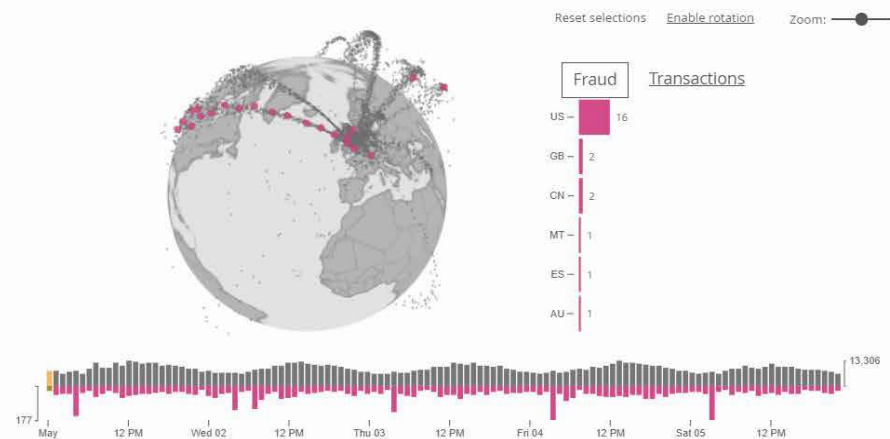 Reset selections Enable rotation Zoom:
Fraud Transactions
US 16
GB 2
CN 2
MT 1
ES 1
AU 1
13,306
177
May 12 PM Wed 02 12 PM Thu 03 12 PM Fri 04 12 PM Sat 05 12 PM